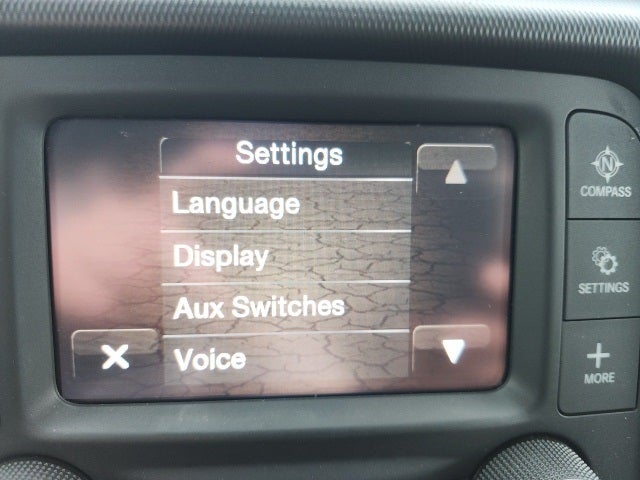 Settings
Language
Display
Aux Switches
Voice
N
COMPASS
SETTINGS
MORE